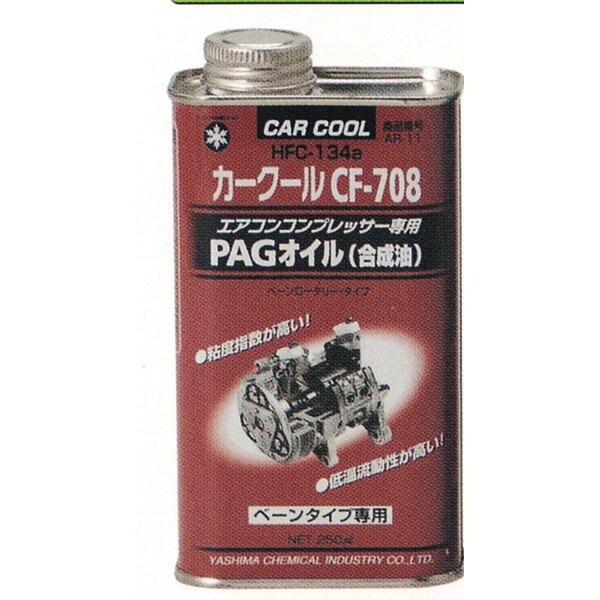 CAR COOL
商品番号
AR-11
HFC-134a
カークール CF-708
エアコンコンプレッサー専用
PAGオイル(合成油)
ベーンロータリー・タイプ
●粘度指数が高い!
●低温流動性が高い!
ベーンタイプ専用
NET 250㎖
YASHIMA CHEMICAL INDUSTRY CO.,LTD.